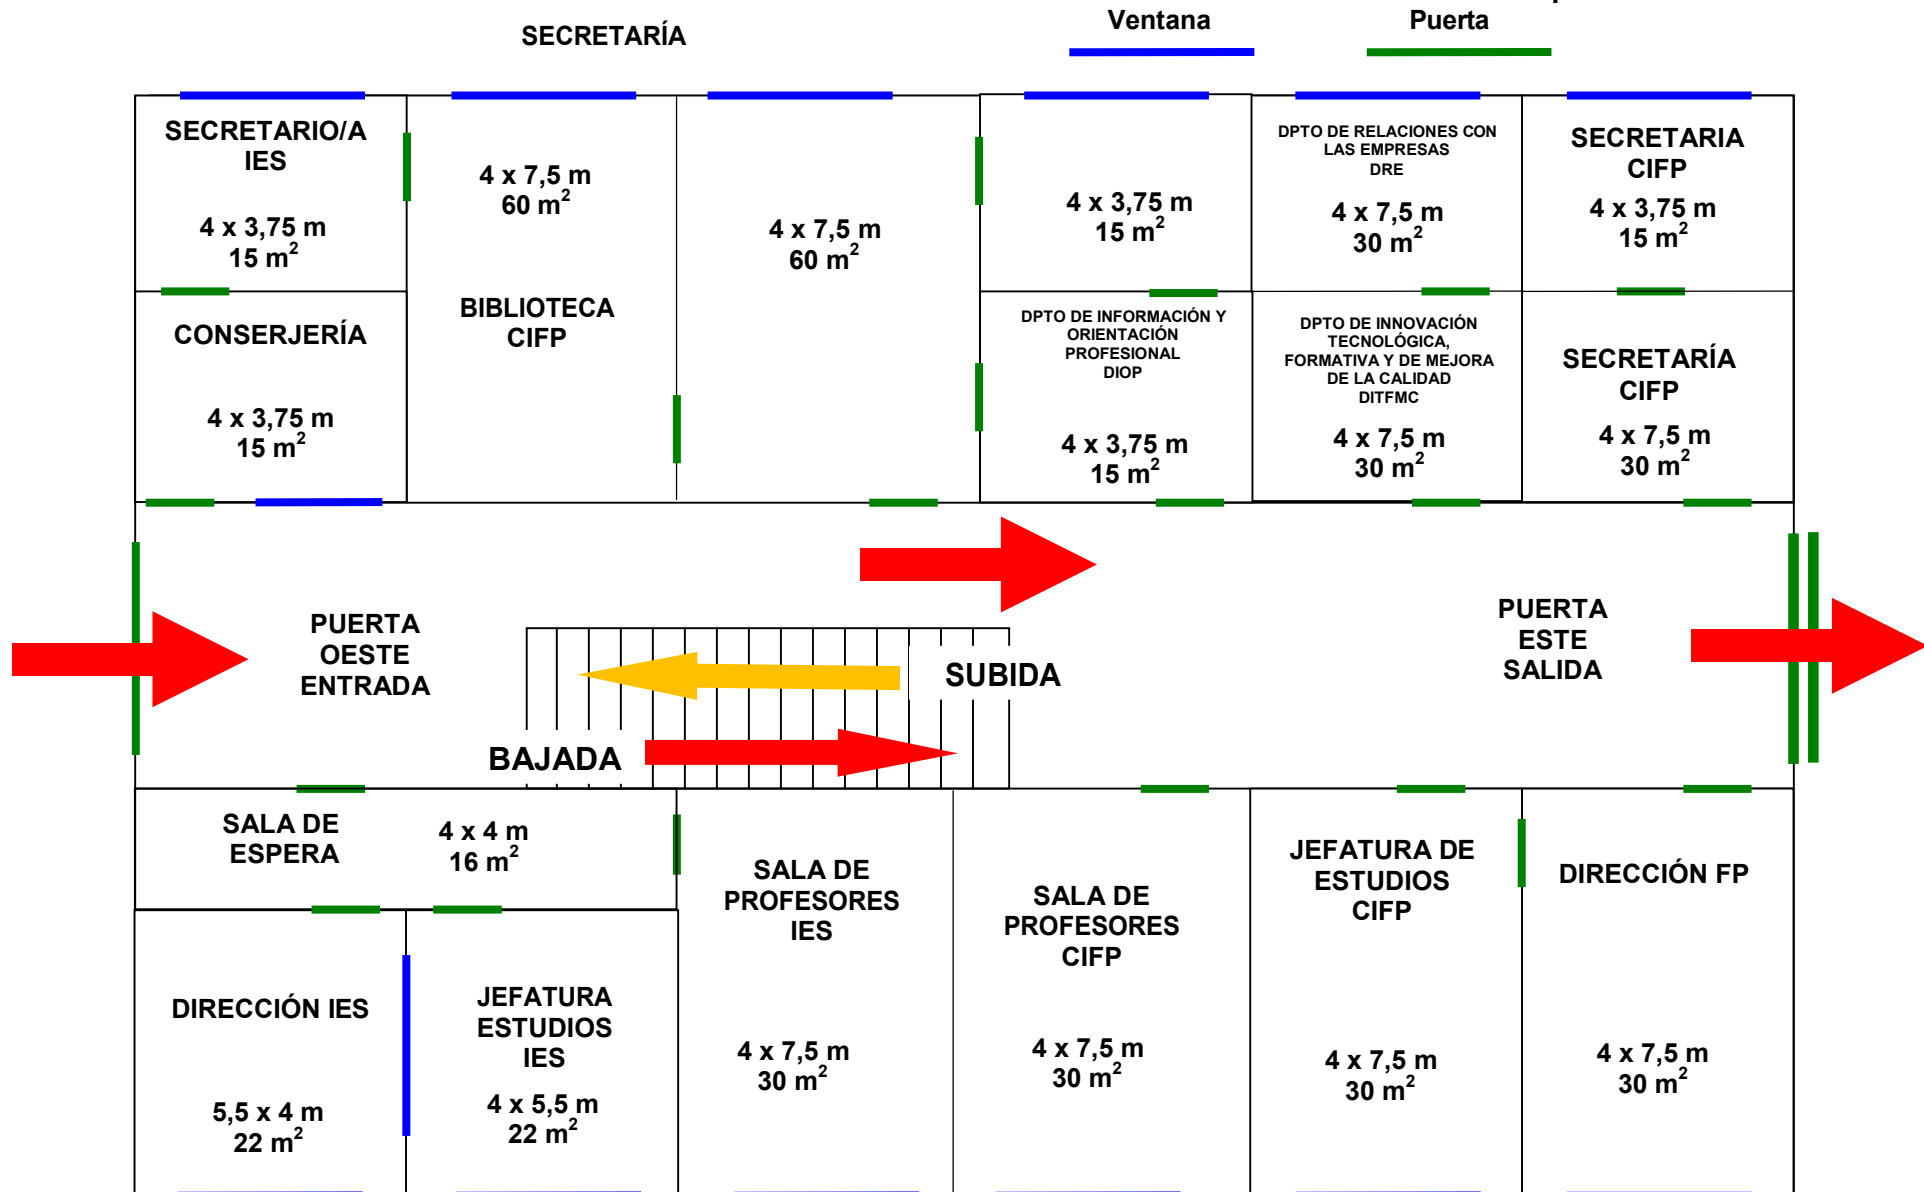 SECRETARÍA
Ventana
Puerta
SECRETARIO/A
IES
4 x 3,75 m
15 m²
4 x 7,5 m
60 m²
BIBLIOTECA
CIFP
4 x 7,5 m
60 m²
4 x 3,75 m
15 m²
DPTO DE RELACIONES CON
LAS EMPRESAS
DRE
4 x 7,5 m
30 m²
SECRETARIA
CIFP
4 x 3,75 m
15 m²
CONSERJERÍA
4 x 3,75 m
15 m²
DPTO DE INFORMACIÓN Y
ORIENTACIÓN
PROFESIONAL
DIOP
4 x 3,75 m
15 m²
DPTO DE INNOVACIÓN
TECNOLÓGICA,
FORMATIVA Y DE MEJORA
DE LA CALIDAD
DITFMC
4 x 7,5 m
30 m²
SECRETARÍA
CIFP
4 x 7,5 m
30 m²
PUERTA
OESTE
ENTRADA
SUBIDA
BAJADA
PUERTA
ESTE
SALIDA
SALA DE
ESPERA
4 x 4 m
16 m²
SALA DE
PROFESORES
IES
4 x 7,5 m
30 m²
SALA DE
PROFESORES
CIFP
4 x 7,5 m
30 m²
JEFATURA DE
ESTUDIOS
CIFP
4 x 7,5 m
30 m²
DIRECCIÓN FP
4 x 7,5 m
30 m²
DIRECCIÓN IES
5,5 x 4 m
22 m²
JEFATURA
ESTUDIOS
IES
4 x 5,5 m
22 m²